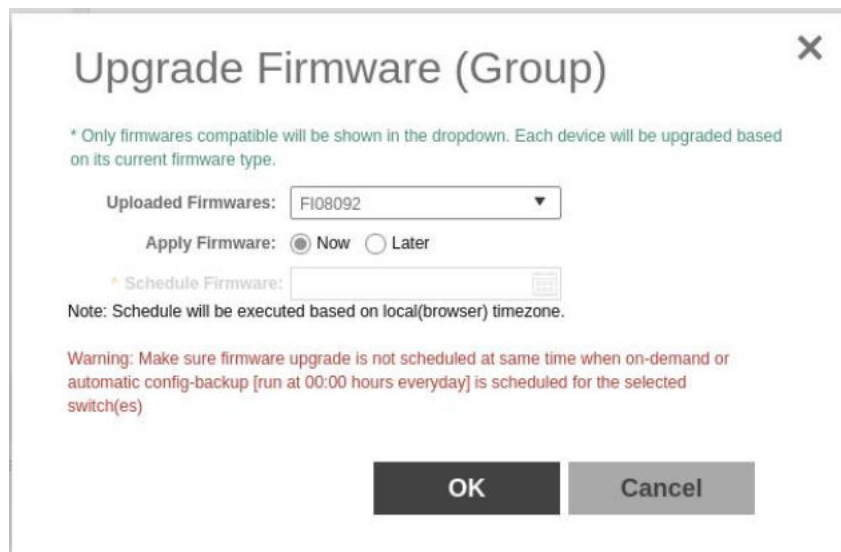 Upgrade Firmware (Group)
* Only firmwares compatible will be shown in the dropdown. Each device will be upgraded based
on its current firmware type.
Uploaded Firmwares: FI08092
Apply Firmware: Now Later
* Schedule Firmware:
Note: Schedule will be executed based on local(browser) timezone.
Warning: Make sure firmware upgrade is not scheduled at same time when on-demand or
automatic config-backup [run at 00:00 hours everyday] is scheduled for the selected
switch(es)
OK Cancel